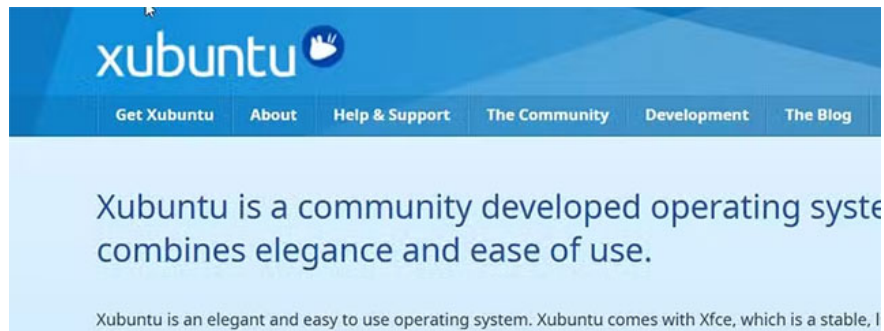 xubuntu
Get Xubuntu About Help & Support The Community Development The Blog
Xubuntu is a community developed operating
combines elegance and ease of use.
Xubuntu is an elegant and easy to use operating system. Xubuntu comes with Xfce, which is a stable,